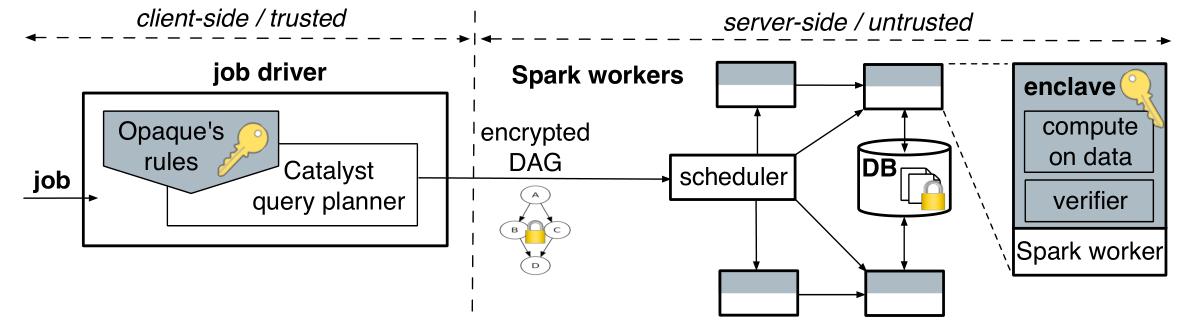 client-side / trusted
server-side / untrusted
job driver
Opaque's
rules
Catalyst
query planner
job
encrypted
DAG
A
B
C
D
Spark workers
scheduler
DB
enclave
compute
on data
verifier
Spark worker